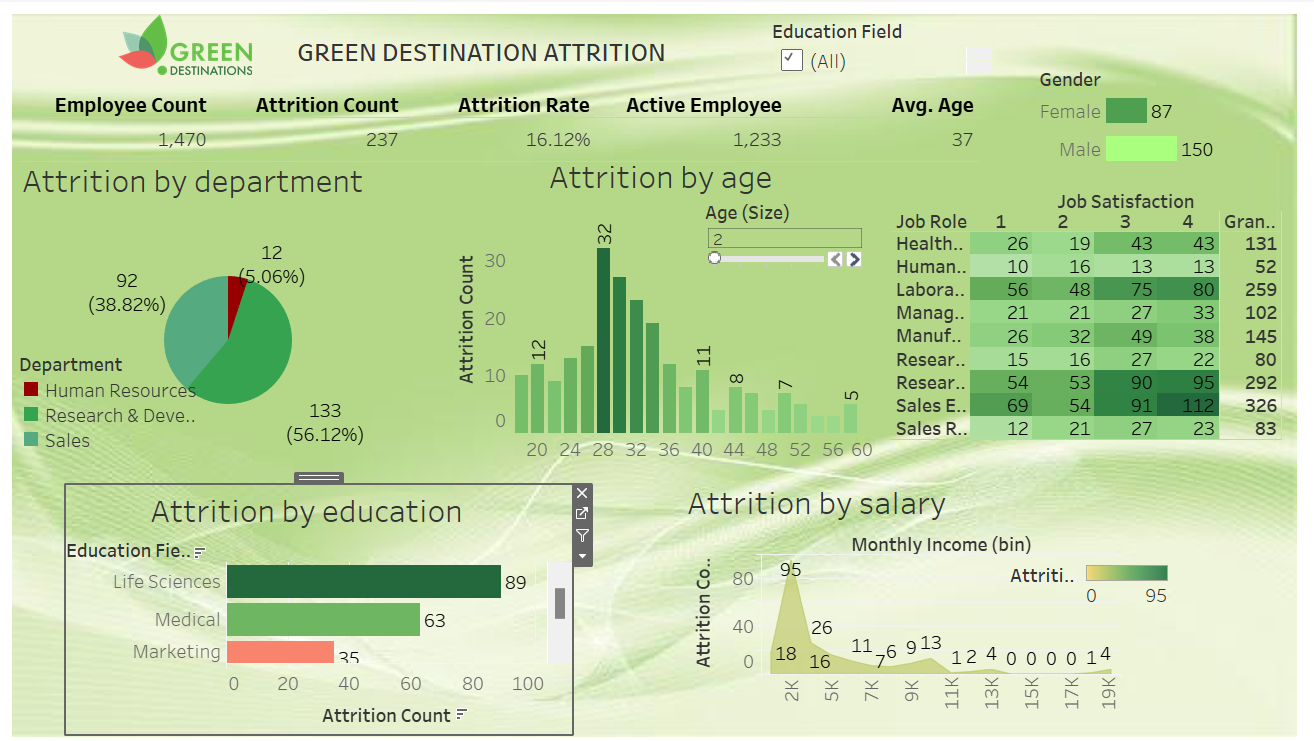 GREEN
DESTINATIONS
GREEN DESTINATION ATTRITION
Education Field
(All)
Employee Count Attrition Count Attrition Rate Active Employee Avg. Age
1,470 237 16.12% 1,233 37
Gender
Female 87
Male 150
Attrition by department
12
(5.06%)
92
(38.82%)
133
(56.12%)
Department
Human Resources
Research & Deve..
Sales
Attrition by age
Age (Size)
2
Attrition Count
30
20
10
0
12 32 11 8 7 5
20 24 28 32 36 40 44 48 52 56 60
Job Satisfaction
Job Role 1 2 3 4 Gran..
Health.. 26 19 43 43 131
Human.. 10 16 13 13 52
Labora.. 56 48 75 80 259
Manag.. 21 21 27 33 102
Manuf.. 26 32 49 38 145
Resear.. 15 16 27 22 80
Resear.. 54 53 90 95 292
Sales E.. 69 54 91 112 326
Sales R.. 12 21 27 23 83
Attrition by education
Education Fie..
Life Sciences 89
Medical 63
Marketing 35
0 20 40 60 80 100
Attrition Count
Attrition by salary
Monthly Income (bin)
Attriti..
0 95
Attrition Co..
80
40
0
18 95 26 16 11 7 6 9 13 1 2 4 0 0 0 0 1 4
2K 5K 7K 9K 11K 13K 15K 17K 19K